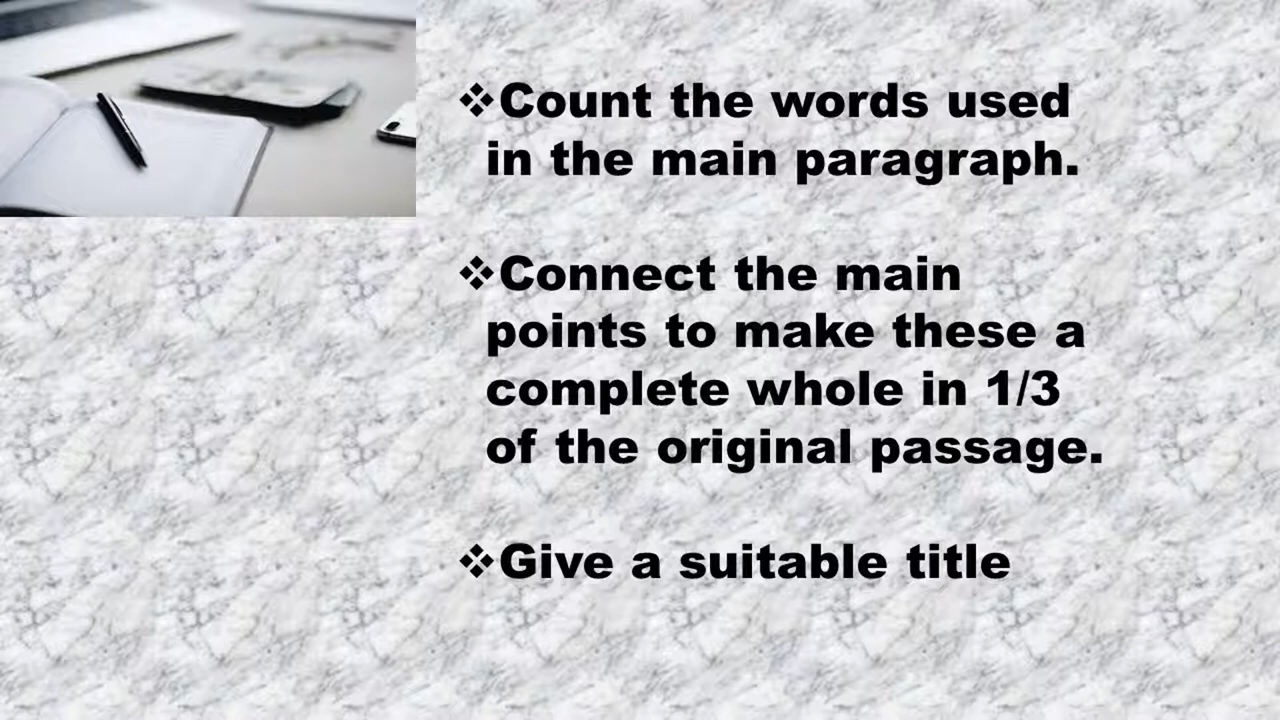 ❖Count the words used
in the main paragraph.
❖Connect the main
points to make these a
complete whole in 1/3
of the original passage.
❖Give a suitable title